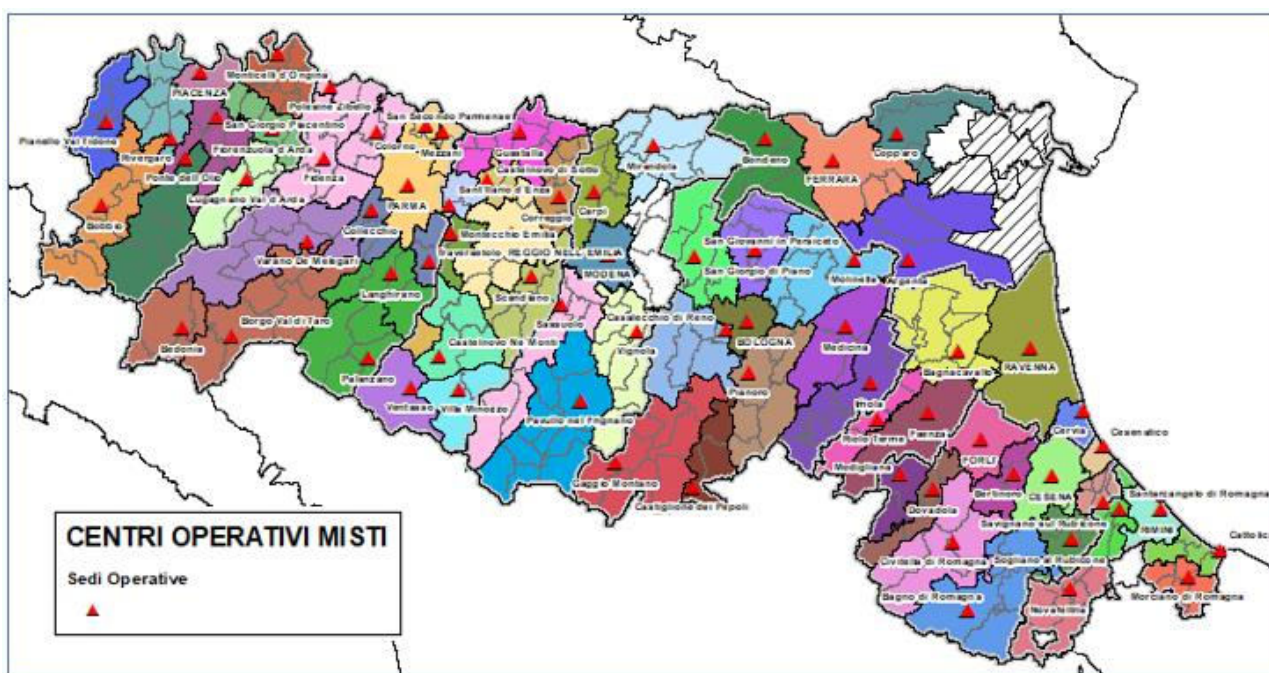 Monticelli d'Ongina
PIACENZA
Polesine Zibello
San Secondo Parmense
Pianello Val Tidone
San Giorgio Piacentino
Rivergaro
Fiorenzuola d'Arda
Colorno
Mezzani
Guastalla
Mirandola
Bondeno
FERRARA
Copparo
Ponte dell'Olio
Fidenza
Castelnovo di Sotto
Lugagnano Val d'Arda
Sant'Ilario d'Enza
PARMA
Correggio
Carpi
Bobbio
Collecchio
Montecchio Emilia
Varano De Melegari
Traversetolo
REGGIO NELL'EMILIA
MODENA
San Giovanni in Persiceto
San Giorgio di Piano
Molinella
Argenta
Langhirano
Scandiano
Sassuolo
Casalecchio di Reno
Borgo Val di Taro
Bedonia
Castelnovo Ne Monti
Vignola
BOLOGNA
Medicina
Bagnacavallo
RAVENNA
Palanzano
Ventasso
Villa Minozzo
Pianoro
Imola
Pavullo nel Frignano
Riolo Terme
Faenza
Cervia
Cesenatico
Modigliana
FORLI'
Gaggio Montano
Castiglione dei Pepoli
Dovadola
Bertinoro
CESENA
Santarcangelo di Romagna
Savignano sul Rubicone
RIMINI
Cattolica
Civitella di Romagna
Sogliano al Rubicone
Bagno di Romagna
Novafeltria
Morciano di Romagna
CENTRI OPERATIVI MISTI
Sedi Operative